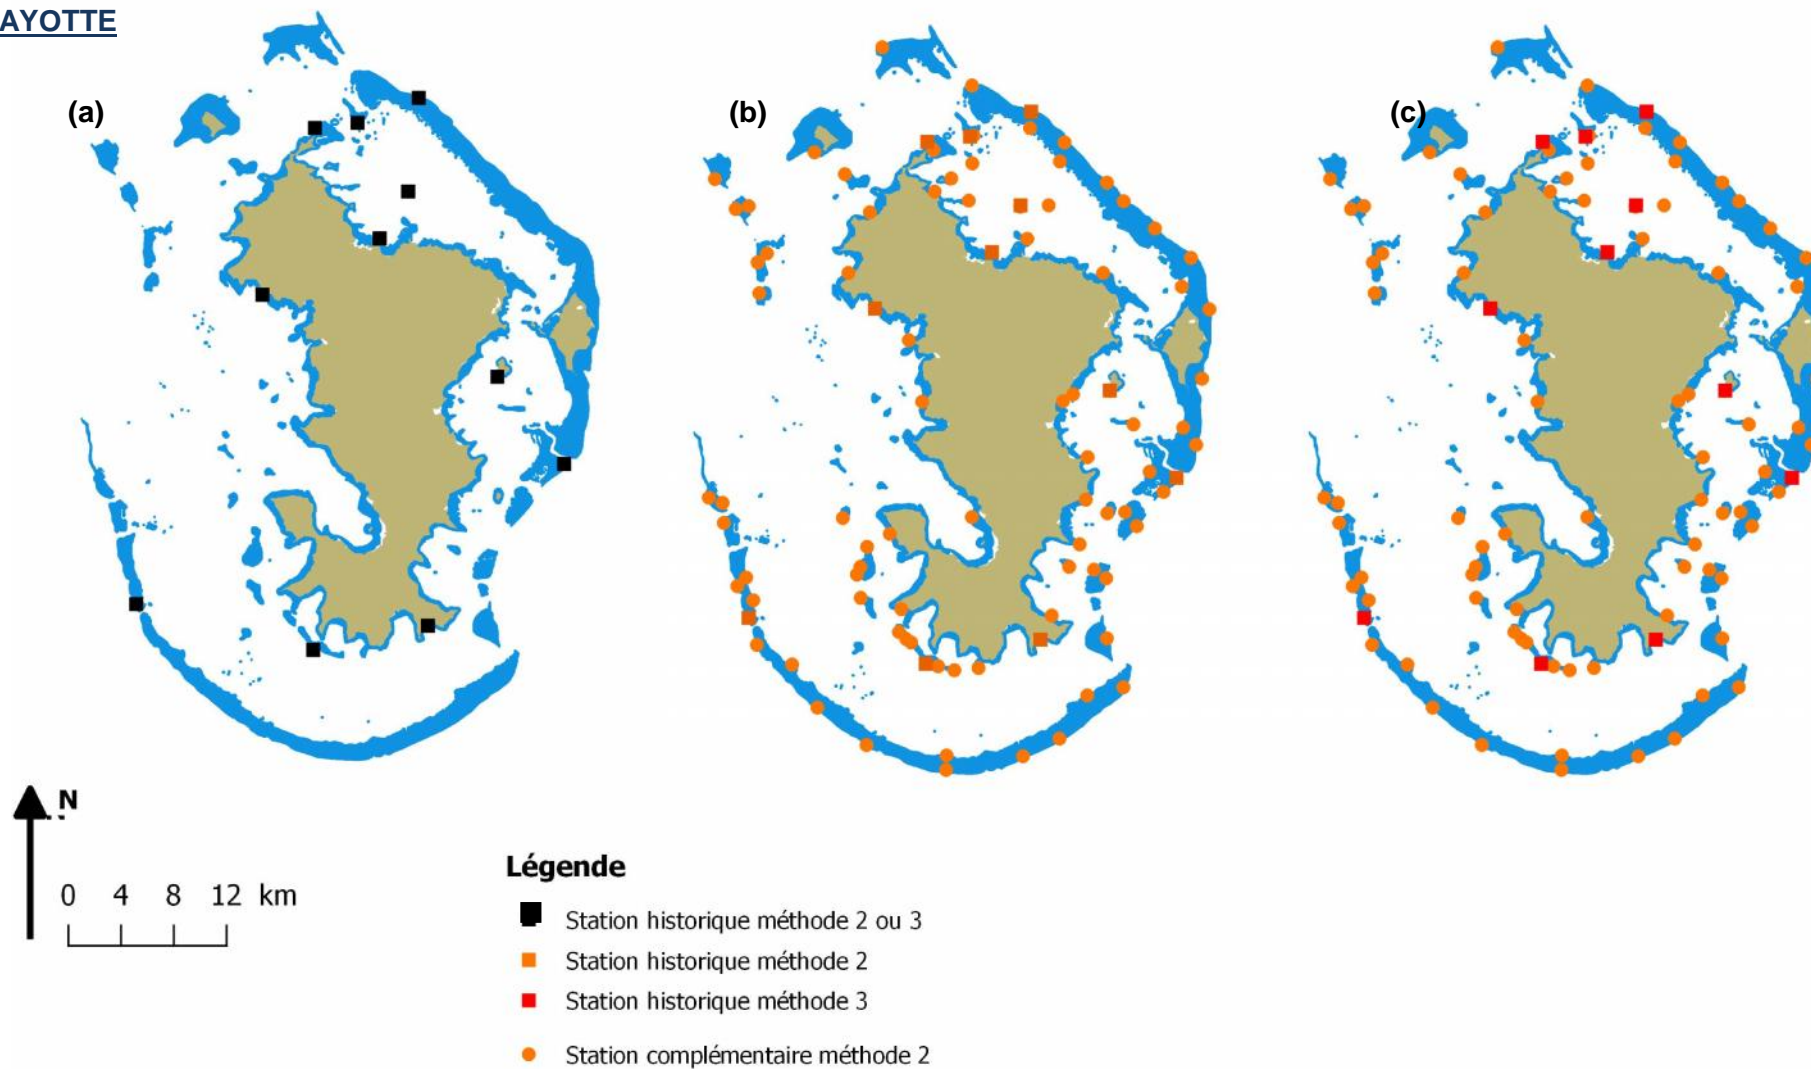 AYOTTE
(a)
(b)
(c)
N
0 4 8 12 km
Légende
Station historique méthode 2 ou 3
Station historique méthode 2
Station historique méthode 3
Station complémentaire méthode 2